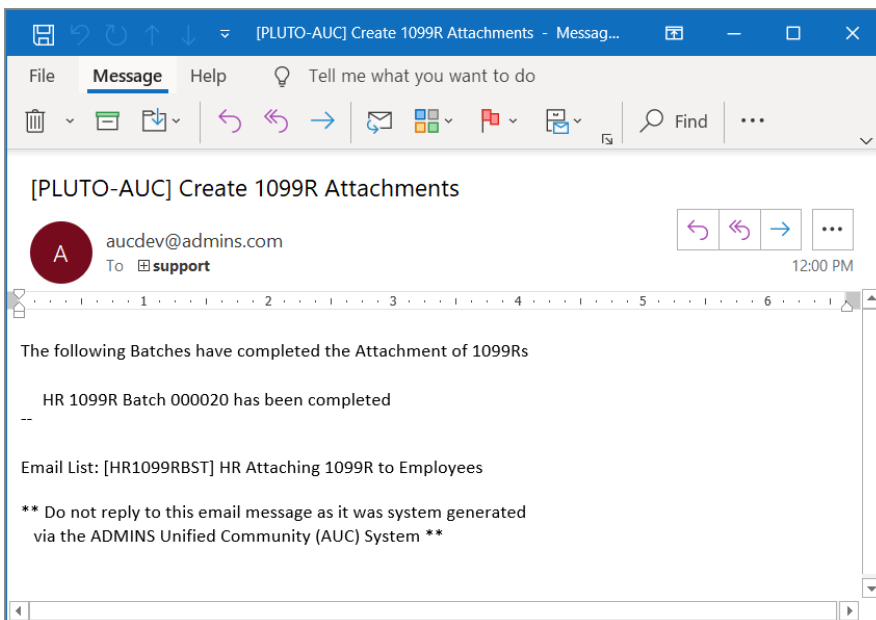 [PLUTO-AUC] Create 1099R Attachments - Messag...
File Message Help Tell me what you want to do
Find
[PLUTO-AUC] Create 1099R Attachments
A
aucdev@admins.com
To support
12:00 PM
1 2 3 4 5 6
The following Batches have completed the Attachment of 1099Rs
HR 1099R Batch 000020 has been completed
--
Email List: [HR1099RBST] HR Attaching 1099R to Employees
** Do not reply to this email message as it was system generated
via the ADMINS Unified Community (AUC) System **